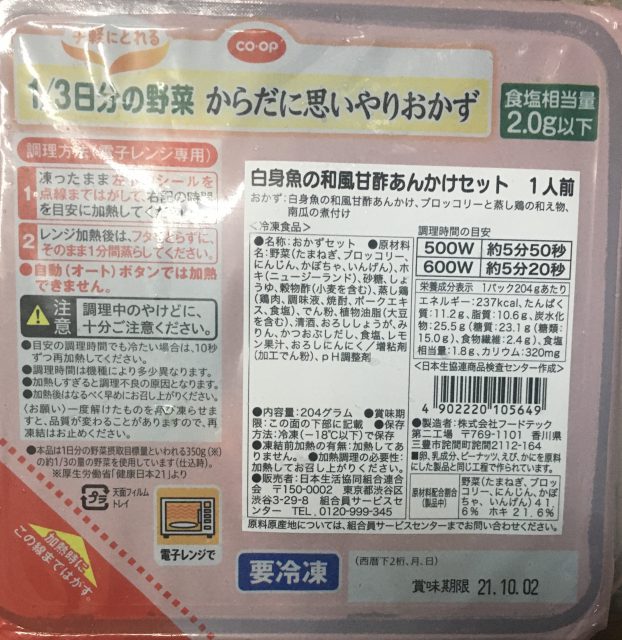 手軽にとれる
CO・OP
1/3日分の野菜 からだに思いやりおかず
食塩相当量
2.0g以下
調理方法(電子レンジ専用)
1 凍ったまま左下シールを
点線まではがして、右記の時間
を目安に加熱してください。
2 レンジ加熱後は、フタをとらずに、
そのまま1分間蒸らしてください。
●自動(オート)ボタンでは加熱
できません。
注意
調理中のやけどに、
十分ご注意ください。
●目安の調理時間でも冷たい場合は、10秒
ずつ再加熱してください。
●調理時間は機種により多少異なります。
●加熱しすぎると調理不良の原因となります。
●加熱後はなるべく早めにお召し上がりください。
(お願い)一度解けたものを再び凍らせま
すと、品質が変わることがありますので、再
凍結はお止めください。
●本品は1日分の野菜摂取目標量といわれる350g(※)
の約1/3の量の野菜を使用しています(仕込時)。
※厚生労働省「健康日本21」より
プラ
天面フィルム
トレイ
電子レンジで
加熱時に
この線まではがす。
白身魚の和風甘酢あんかけセット 1人前
おかず:白身魚の和風甘酢あんかけ、ブロッコリーと蒸し鶏の和え物、
南瓜の煮付け
<冷凍食品>
●名称:おかずセット ●原材料
名:野菜(たまねぎ、ブロッコリー、
にんじん、かぼちゃ、いんげん)、ホ
キ(ニュージーランド)、砂糖、しょ
うゆ、穀物酢(小麦を含む)、蒸し鶏
(鶏肉、調味液、焼酎、ポークエキ
ス、食塩)、でん粉、植物油脂(大豆
を含む)、清酒、おろししょうが、み
りん、かつおぶしだし、食塩、レモ
ン果汁、おろしにんにく/増粘剤
(加工でん粉)、pH調整剤
調理時間の目安
500W 約5分50秒
600W 約5分20秒
栄養成分表示 1パック204gあたり
エネルギー:237kcal、たんぱく
質:11.2g、脂質:10.6g、炭水化
物:25.5g(糖質:23.1g(糖類:
15.0g)、食物繊維:2.4g)、食塩
相当量:1.8g、カリウム:320mg
(日本生協連商品検査センター作成)
4 902220 105649
●内容量:204グラム ●賞味期
限:この面の下部に記載 ●保存
方法:冷凍(−18℃以下)で保存
●凍結前加熱の有無:加熱してあ
りません。●加熱調理の必要性:
加熱してお召し上がりください。
●販売者:日本生活協同組合連合
会 〒150-0002 東京都渋谷区
渋谷3-29-8 組合員サービスセ
ンター TEL.0120-999-345
●製造者:株式会社フードテック
第二工場 〒769-1101 香川県
三豊市詫間町詫間2112-164
■卵、乳成分、ピーナッツ、えび、かにを原料
にした製品と同じ工程で作れています。
原材料配合割合
(製品中)
野菜(たまねぎ、ブロ
ッコリー、にんじん、かぼ
ちゃ、いんげん)41.
6% ホキ 21.6%
原料原産地については、組合員サービスセンターまでお問い合わせください。
要冷凍
(西暦下2桁、月、日)
賞味期限 21.10.02